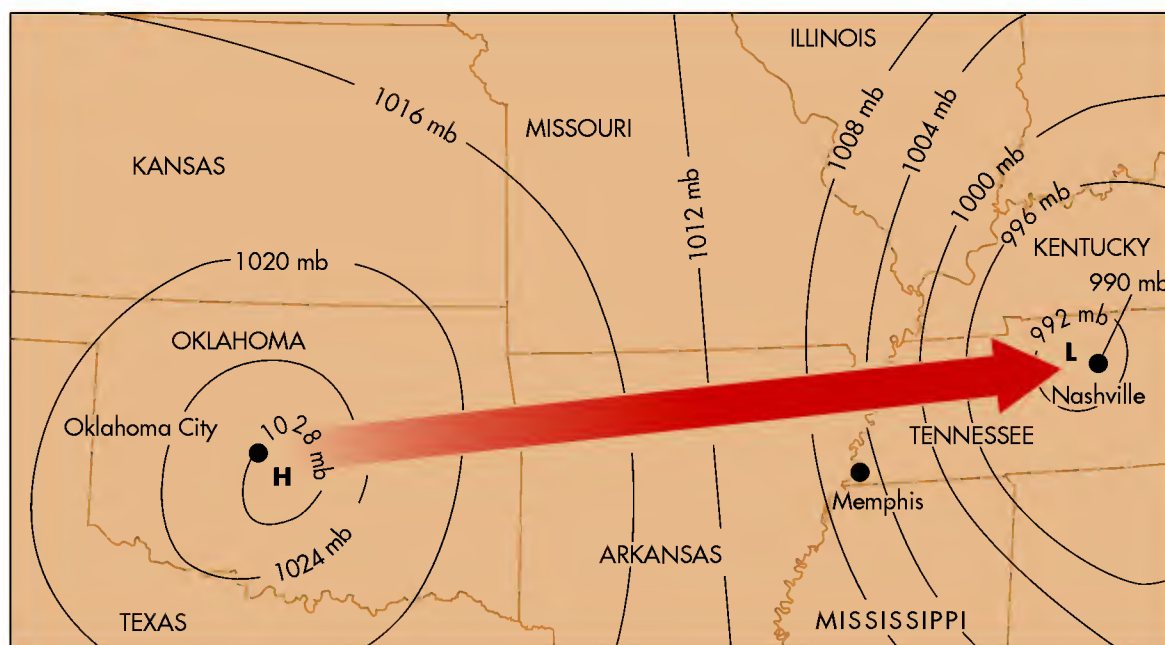 ILLINOIS
1016 mb
1008 mb
1004 mb
MISSOURI
KANSAS
1000 mb
996 mb
1012 mb
KENTUCKY
1020 mb
990 mb
992 mb
OKLAHOMA
L
Nashville
Oklahoma City
1028 mb
TENNESSEE
H
Memphis
1024 mb
ARKANSAS
TEXAS
MISSISSIPPI